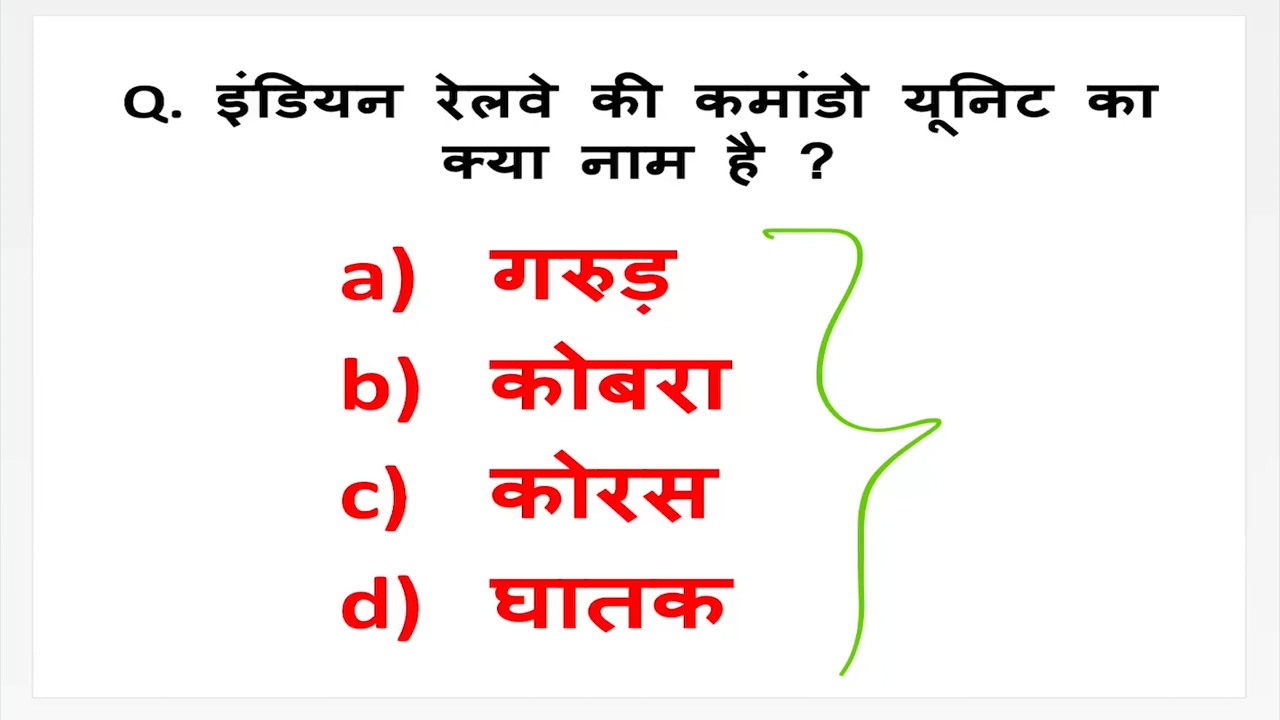 Q. इंडियन रेलवे की कमांडो यूनिट का
क्या नाम है ?
a) गरुड़
b) कोबरा
c) कोरस
d) घातक